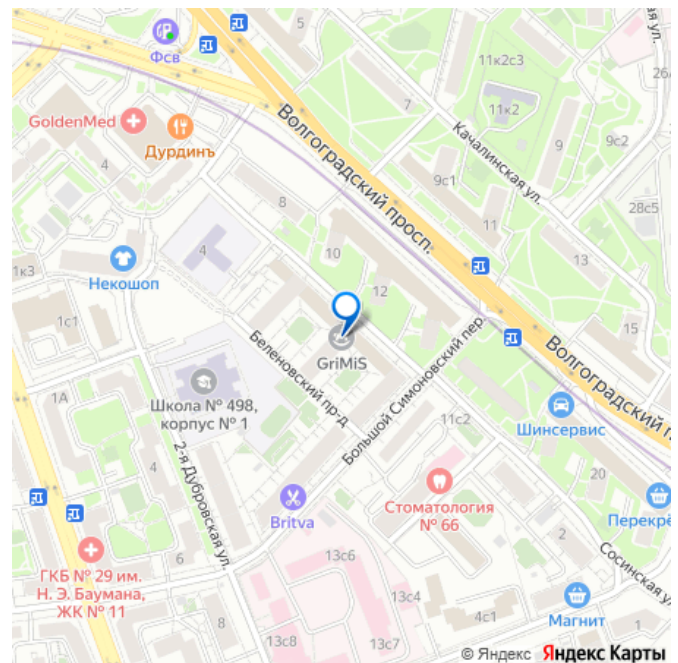 5
11к2с3
ФСВ
11к2
7
GoldenMed
Дурдинъ
4
Волгоградский просп.
Качалинская ул.
9
9с2
9с1
8
28с5
11
4
10
13
1к3
Некошоп
12
1с1
15
GriMiS
Беленовский пр-д
Большой Симоновский пер.
Волгоградский п
Школа № 498,
корпус № 1
1А
11с2
Шинсервис
2-я Дубровская ул.
4
20
Стоматология
№ 66
Britva
Перекрё
2
6
13с6
ГКБ № 29 им.
Н. Э. Баумана,
ЖК № 11
Сосинская ул
13с4
4с1
Магнит
13с8
13с7
© Яндекс Яндекс Карты